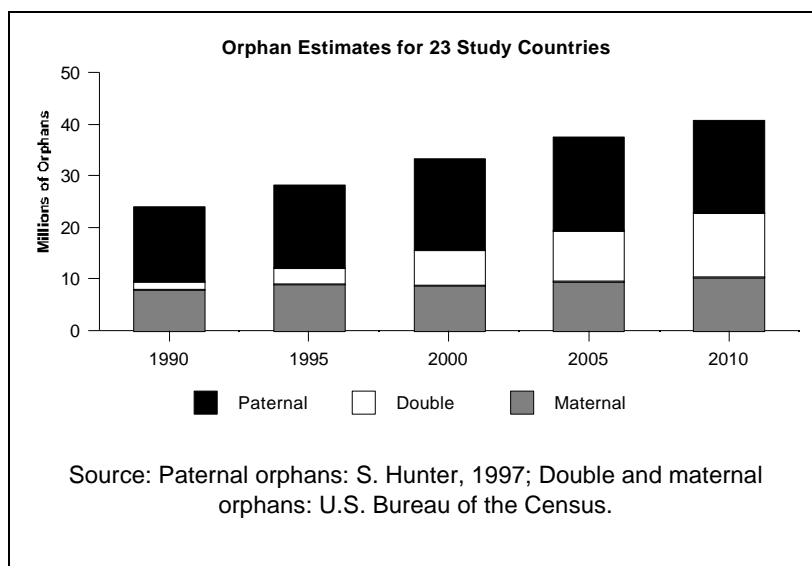 Orphan Estimates for 23 Study Countries
Millions of Orphans
50
40
30
20
10
0
1990 1995 2000 2005 2010
Paternal Double Maternal
Source: Paternal orphans: S. Hunter, 1997; Double and maternal
orphans: U.S. Bureau of the Census.